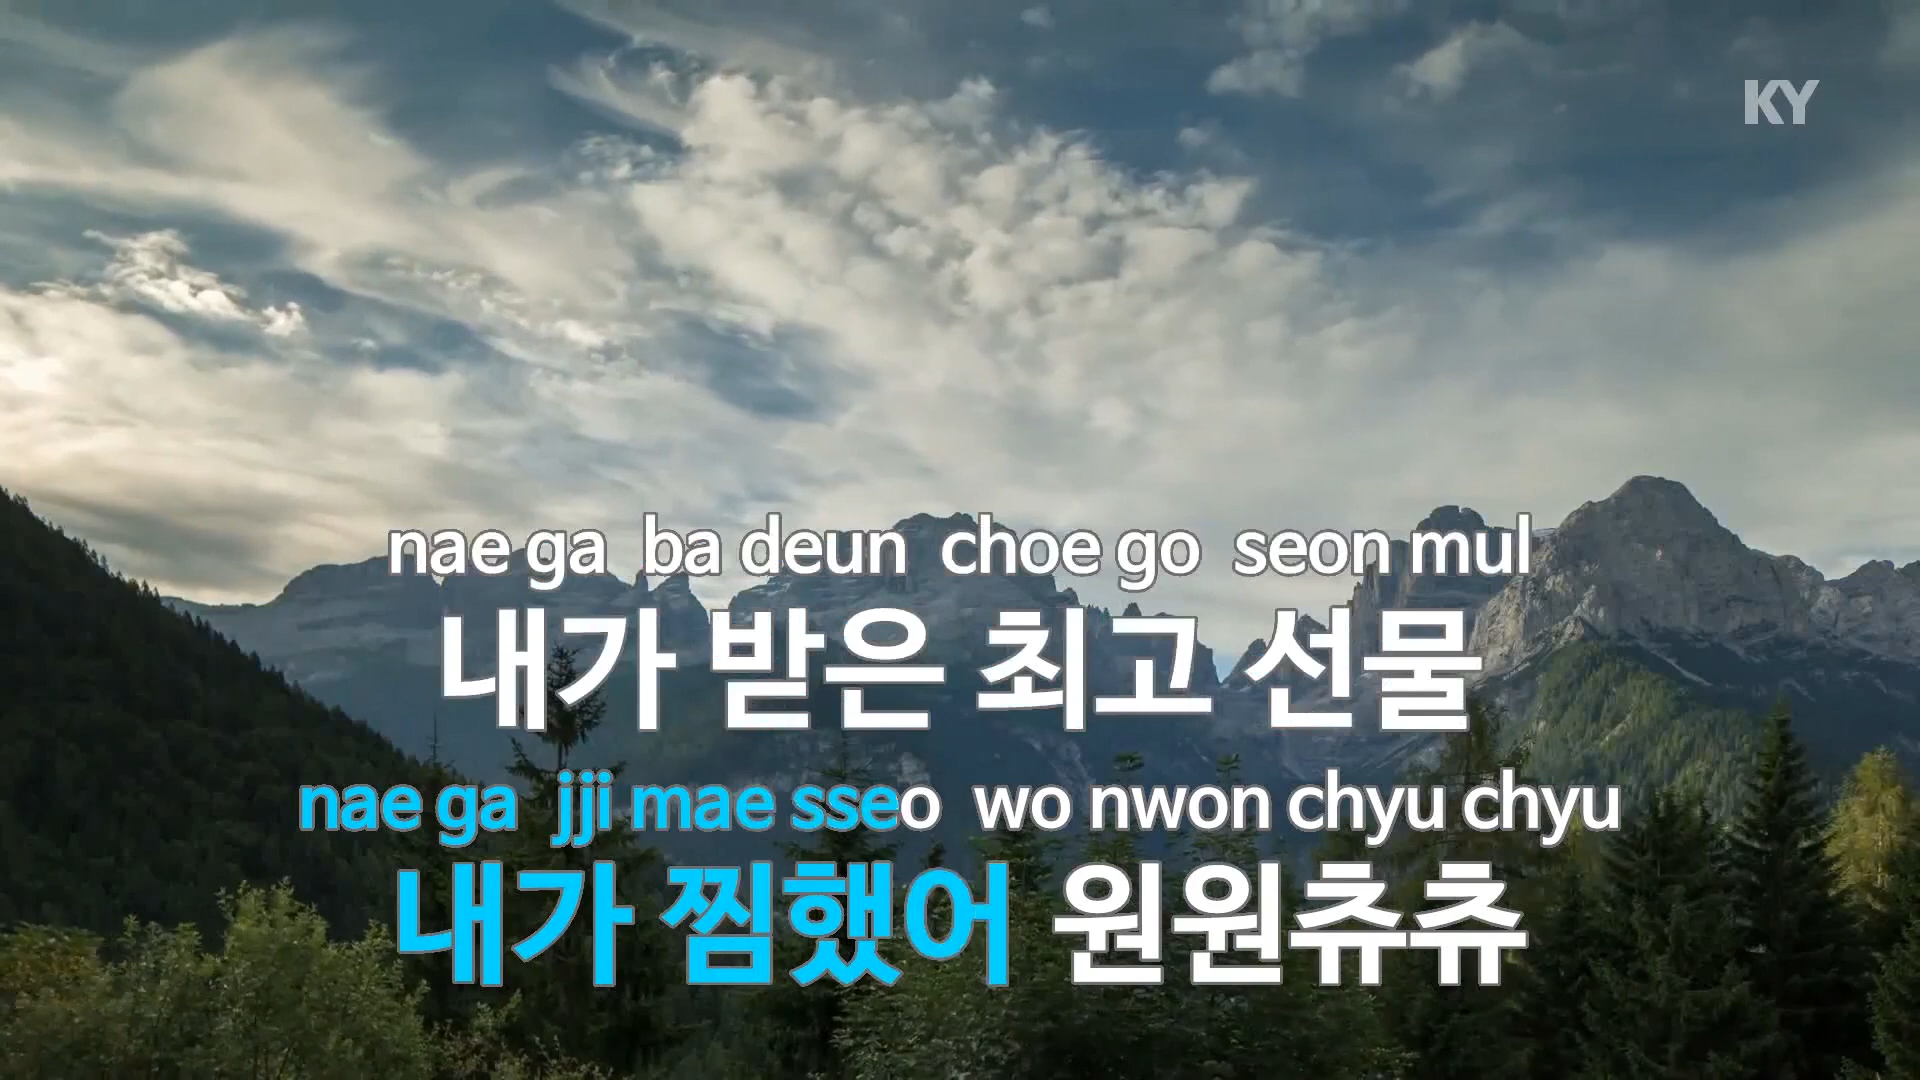 KY
nae ga ba deun choe go seon mul
내가 받은 최고 선물
nae ga jji mae sseo wo nwon chyu chyu
내가 찜했어 원원츄츄